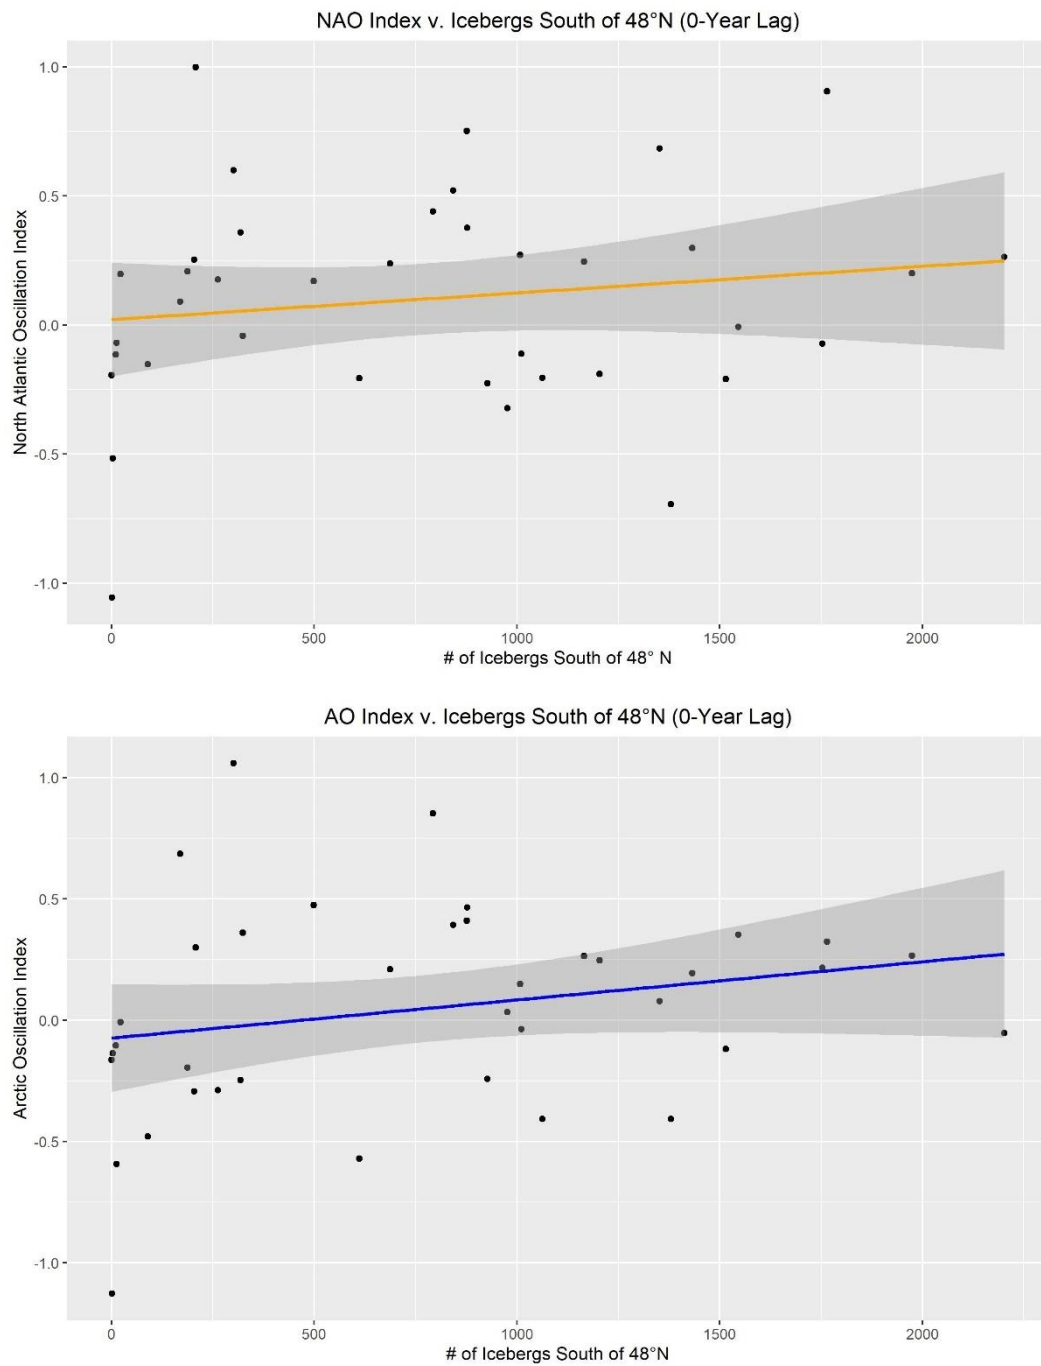 NAO Index v. Icebergs South of 48°N (0-Year Lag)
1.0
0.5
0.0
-0.5
-1.0
North Atlantic Oscillation Index
0 500 1000 1500 2000
# of Icebergs South of 48° N
AO Index v. Icebergs South of 48°N (0-Year Lag)
1.0
0.5
0.0
-0.5
-1.0
Arctic Oscillation Index
0 500 1000 1500 2000
# of Icebergs South of 48°N